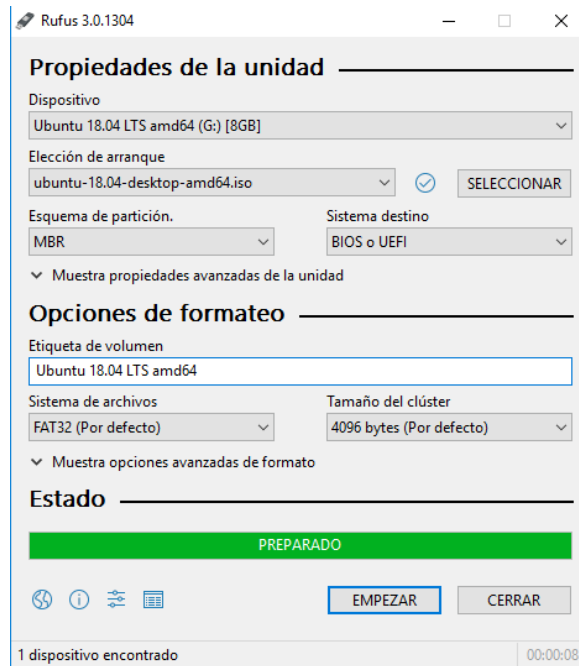 Rufus 3.0.1304
Propiedades de la unidad
Dispositivo
Ubuntu 18.04 LTS amd64 (G:) [8GB]
Elección de arranque
ubuntu-18.04-desktop-amd64.iso
SELECCIONAR
Esquema de partición. Sistema destino
MBR BIOS o UEFI
Muestra propiedades avanzadas de la unidad
Opciones de formateo
Etiqueta de volumen
Ubuntu 18.04 LTS amd64
Sistema de archivos Tamaño del clúster
FAT32 (Por defecto) 4096 bytes (Por defecto)
Muestra opciones avanzadas de formato
Estado
PREPARADO
EMPEZAR CERRAR
1 dispositivo encontrado 00:00:08